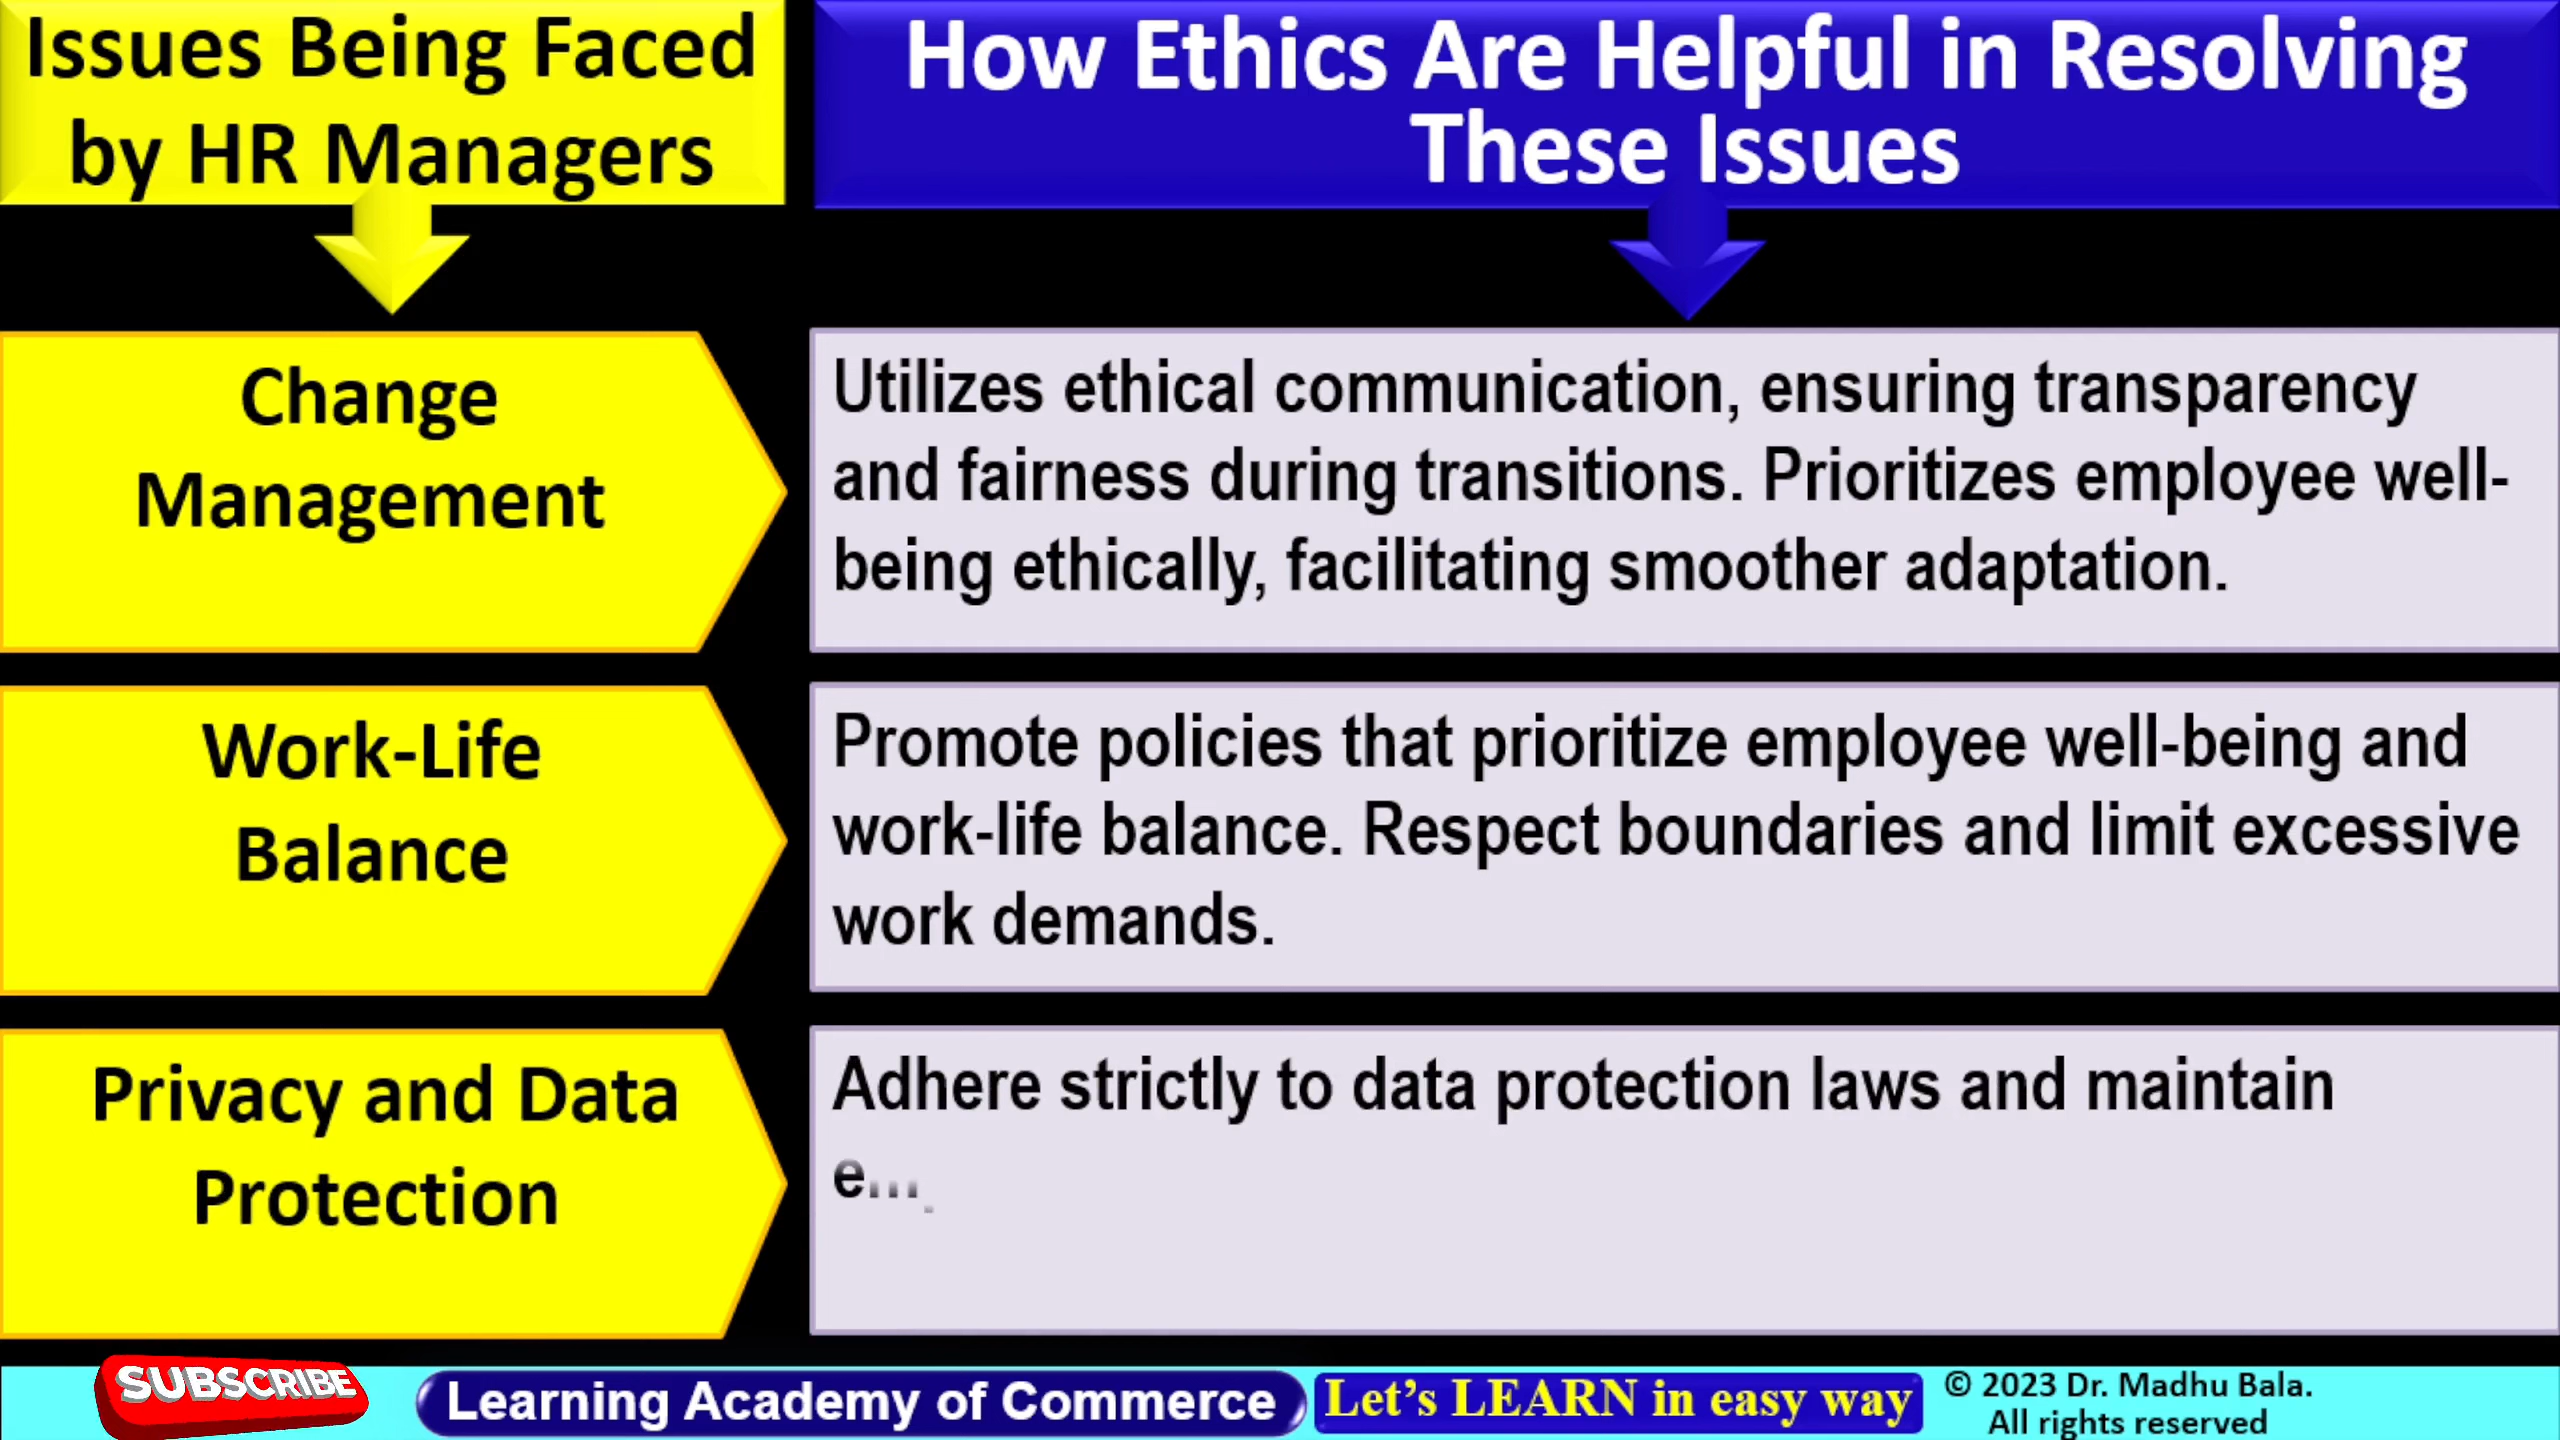 Issues Being Faced
by HR Managers
How Ethics Are Helpful in Resolving
These Issues
Change
Management
Utilizes ethical communication, ensuring transparency
and fairness during transitions. Prioritizes employee well-
being ethically, facilitating smoother adaptation.
Work-Life
Balance
Promote policies that prioritize employee well-being and
work-life balance. Respect boundaries and limit excessive
work demands.
Privacy and Data
Protection
Adhere strictly to data protection laws and maintain
SUBSCRIBE
Learning Academy of Commerce
Let's LEARN in easy way
© 2023 Dr. Madhu Bala.
All rights reserved